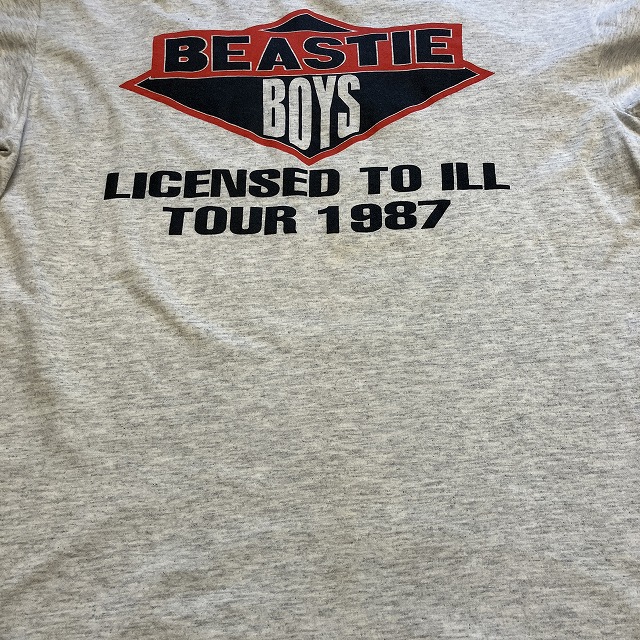 BEASTIE
BOYS
LICENSED TO ILL
TOUR 1987